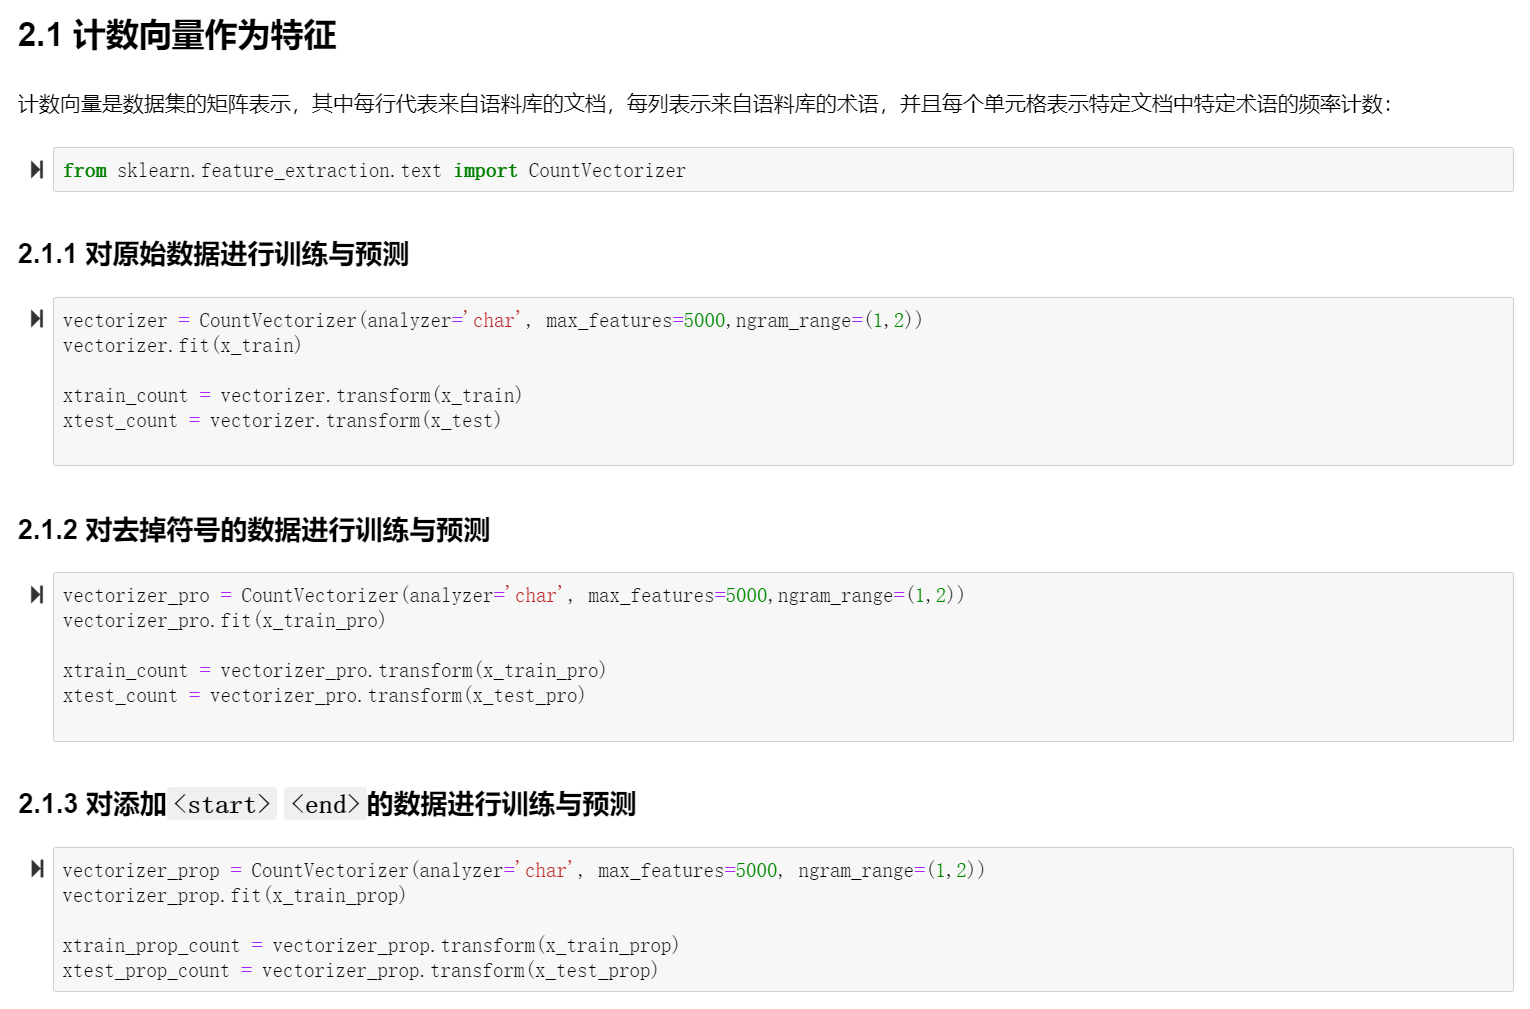 2.1 计数向量作为特征
计数向量是数据集的矩阵表示，其中每行代表来自语料库的文档，每列表示来自语料库的术语，并且每个单元格表示特定文档中特定术语的频率计数：
from sklearn.feature_extraction.text import CountVectorizer
2.1.1 对原始数据进行训练与预测
vectorizer = CountVectorizer(analyzer='char', max_features=5000,ngram_range=(1,2))
vectorizer.fit(x_train)
xtrain_count = vectorizer.transform(x_train)
xtest_count = vectorizer.transform(x_test)
2.1.2 对去掉符号的数据进行训练与预测
vectorizer_pro = CountVectorizer(analyzer='char', max_features=5000,ngram_range=(1,2))
vectorizer_pro.fit(x_train_pro)
xtrain_count = vectorizer_pro.transform(x_train_pro)
xtest_count = vectorizer_pro.transform(x_test_pro)
2.1.3 对添加<start> <end>的数据进行训练与预测
vectorizer_prop = CountVectorizer(analyzer='char', max_features=5000, ngram_range=(1,2))
vectorizer_prop.fit(x_train_prop)
xtrain_prop_count = vectorizer_prop.transform(x_train_prop)
xtest_prop_count = vectorizer_prop.transform(x_test_prop)